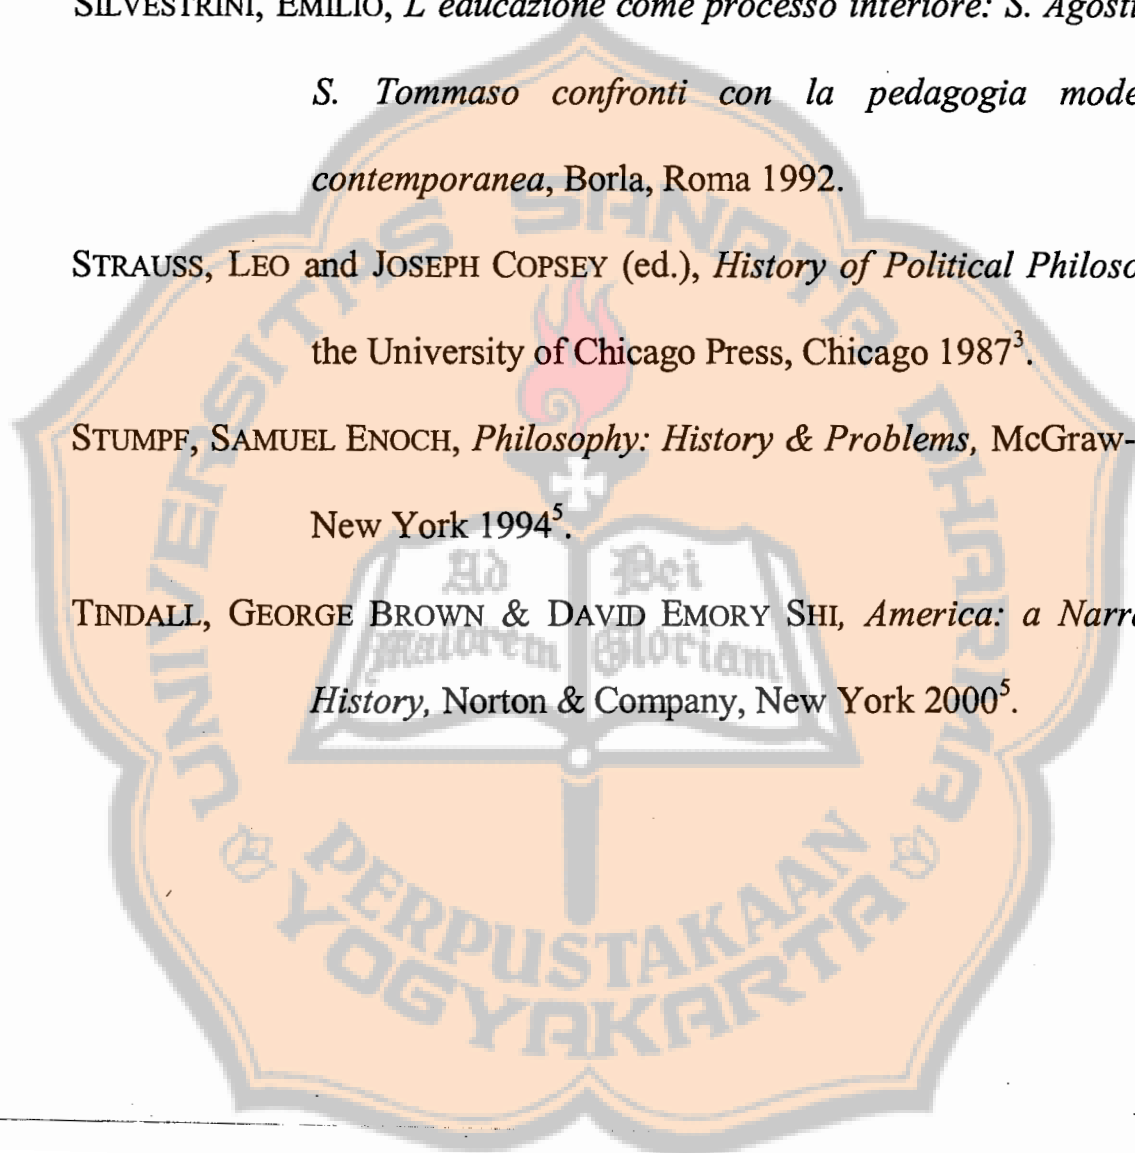 SILVESTRINI, EMILIO, L'educazione come processo interiore: S. Agosti
S. Tommaso confronti con la pedagogia mode
contemporanea, Borla, Roma 1992.
STRAUSS, LEO and JOSEPH COPSEY (ed.), History of Political Philoso
the University of Chicago Press, Chicago 1987³.
STUMPF, SAMUEL ENOCH, Philosophy: History & Problems, McGraw-
New York 1994⁵.
TINDALL, GEORGE BROWN & DAVID EMORY SHI, America: a Narra
History, Norton & Company, New York 2000⁵.
UNIVERSITAS SANATA DHARMA
Ad Dei
Maiorem Gloriam
PERPUSTAKAAN
YOGYAKARTA